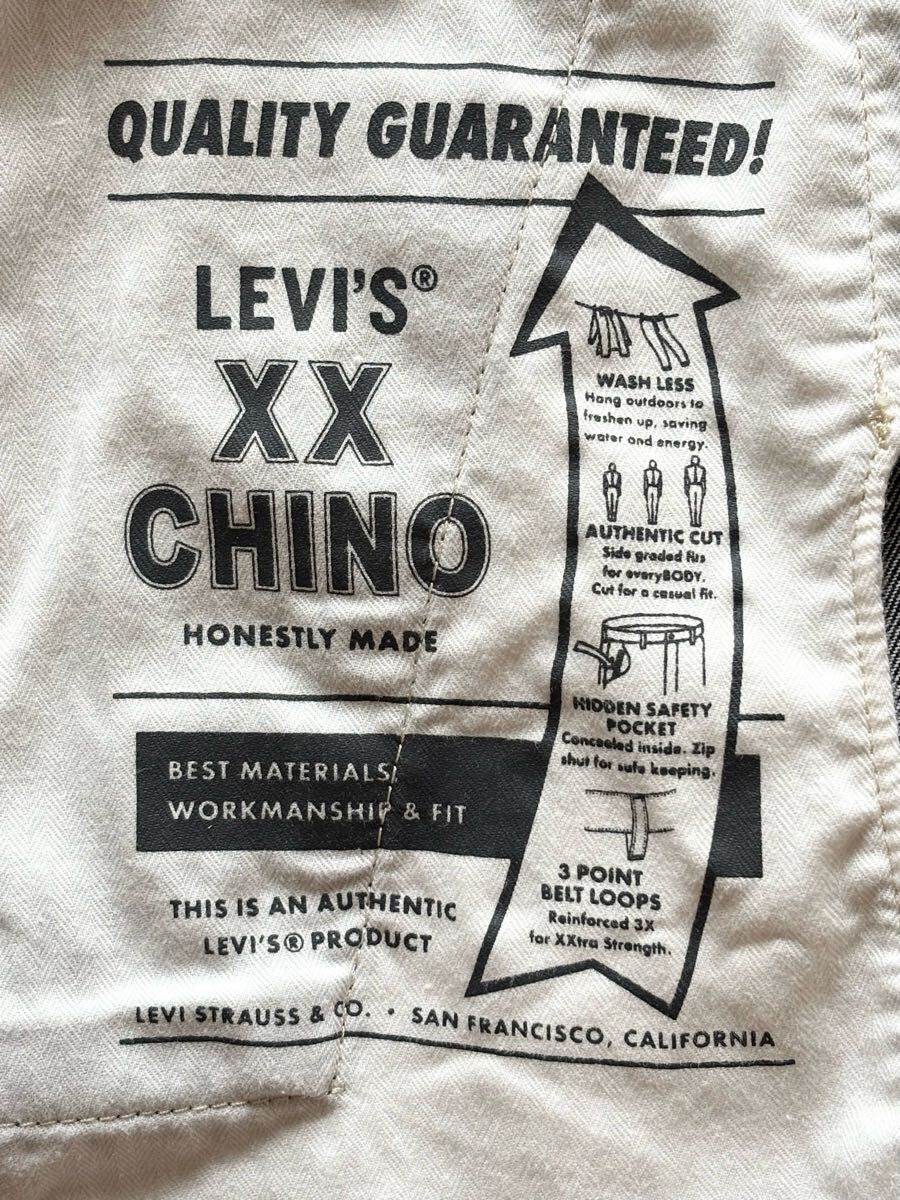 QUALITY GUARANTEED!
LEVI'S®
XX
CHINO
HONESTLY MADE
BEST MATERIALS,
WORKMANSHIP & FIT
THIS IS AN AUTHENTIC
LEVI'S® PRODUCT
WASH LESS
Hang outdoors to
freshen up, saving
water and energy.
AUTHENTIC CUT
Side graded fits
for everyBODY.
Cut for a casual fit.
HIDDEN SAFETY
POCKET
Concealed inside. Zip
shut for safe keeping.
3 POINT
BELT LOOPS
Reinforced 3X
for XXtra Strength.
LEVI STRAUSS & CO. • SAN FRANCISCO, CALIFORNIA